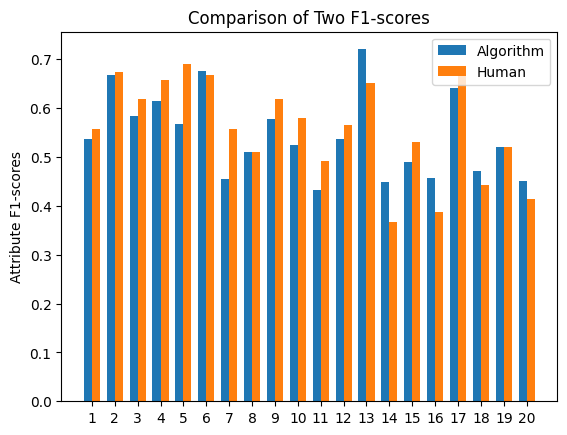 Comparison of Two F1-scores
Algorithm
Human
Attribute F1-scores
0.7
0.6
0.5
0.4
0.3
0.2
0.1
0.0
1 2 3 4 5 6 7 8 9 10 11 12 13 14 15 16 17 18 19 20